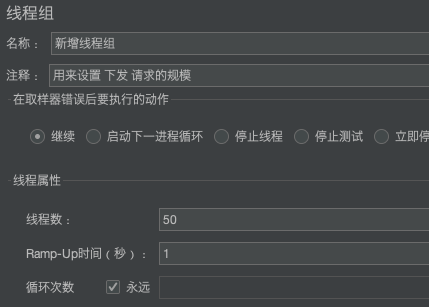 线程组
名称： 新增线程组
注释： 用来设置 下发 请求的规模
在取样器错误后要执行的动作
继续 启动下一进程循环 停止线程 停止测试 立即停
线程属性
线程数： 50
Ramp-Up时间（秒）： 1
循环次数 永远